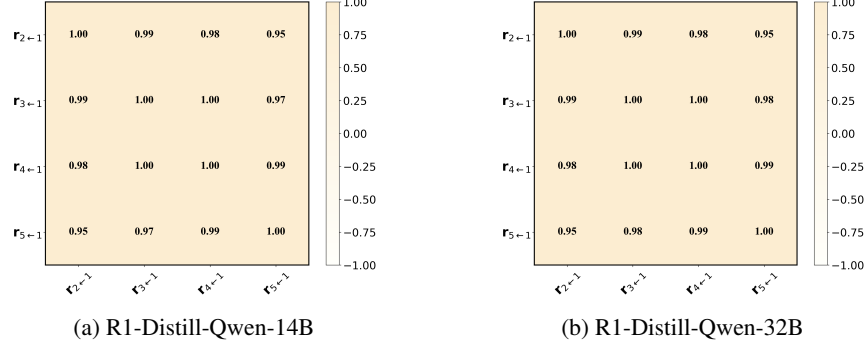 1.00
r2←1 1.00 0.99 0.98 0.95 0.75
0.50
r3←1 0.99 1.00 1.00 0.97 0.25
0.00
r4←1 0.98 1.00 1.00 0.99 −0.25
−0.50
r5←1 0.95 0.97 0.99 1.00 −0.75
−1.00
r2←1 r3←1 r4←1 r5←1
(a) R1-Distill-Qwen-14B
1.00
r2←1 1.00 0.99 0.98 0.95 0.75
0.50
r3←1 0.99 1.00 1.00 0.98 0.25
0.00
r4←1 0.98 1.00 1.00 0.99 −0.25
−0.50
r5←1 0.95 0.98 0.99 1.00 −0.75
−1.00
r2←1 r3←1 r4←1 r5←1
(b) R1-Distill-Qwen-32B